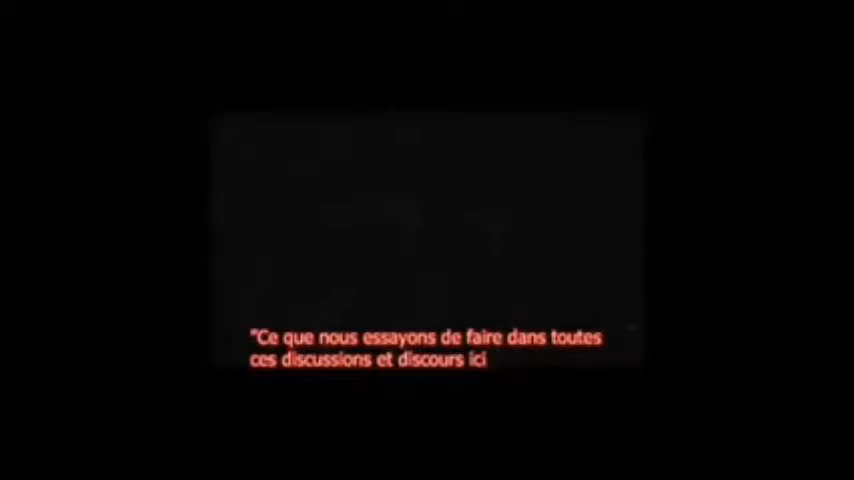 "Ce que nous essayons de faire dans toutes
ces discussions et discours ici